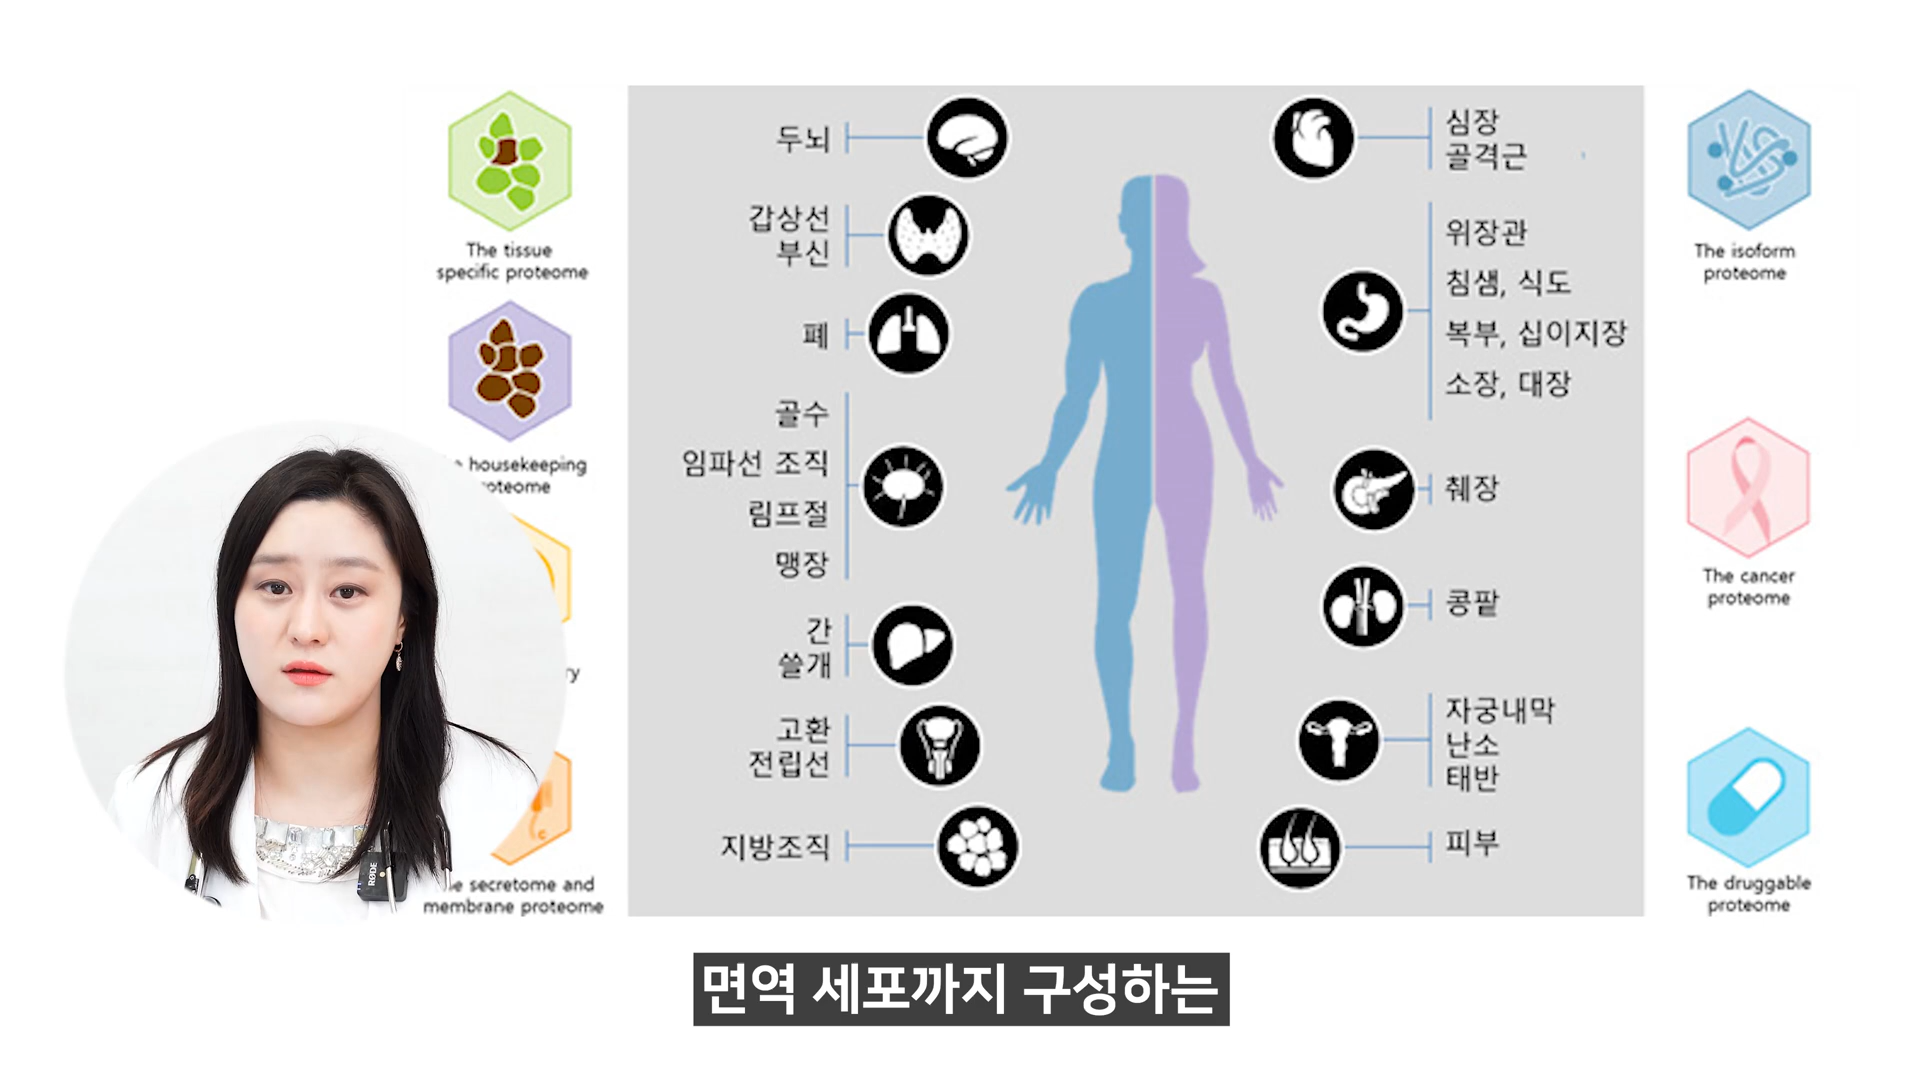 The tissue
specific proteome
housekeeping
membrane proteome
secretome and
두뇌
갑상선
부신
폐
골수
임파선 조직
림프절
맹장
간
쓸개
고환
전립선
지방조직
심장
골격근
위장관
침샘, 식도
복부, 십이지장
소장, 대장
췌장
콩팥
자궁내막
난소
태반
피부
The isoform
proteome
The cancer
proteome
The druggable
proteome
RØDE
면역 세포까지 구성하는